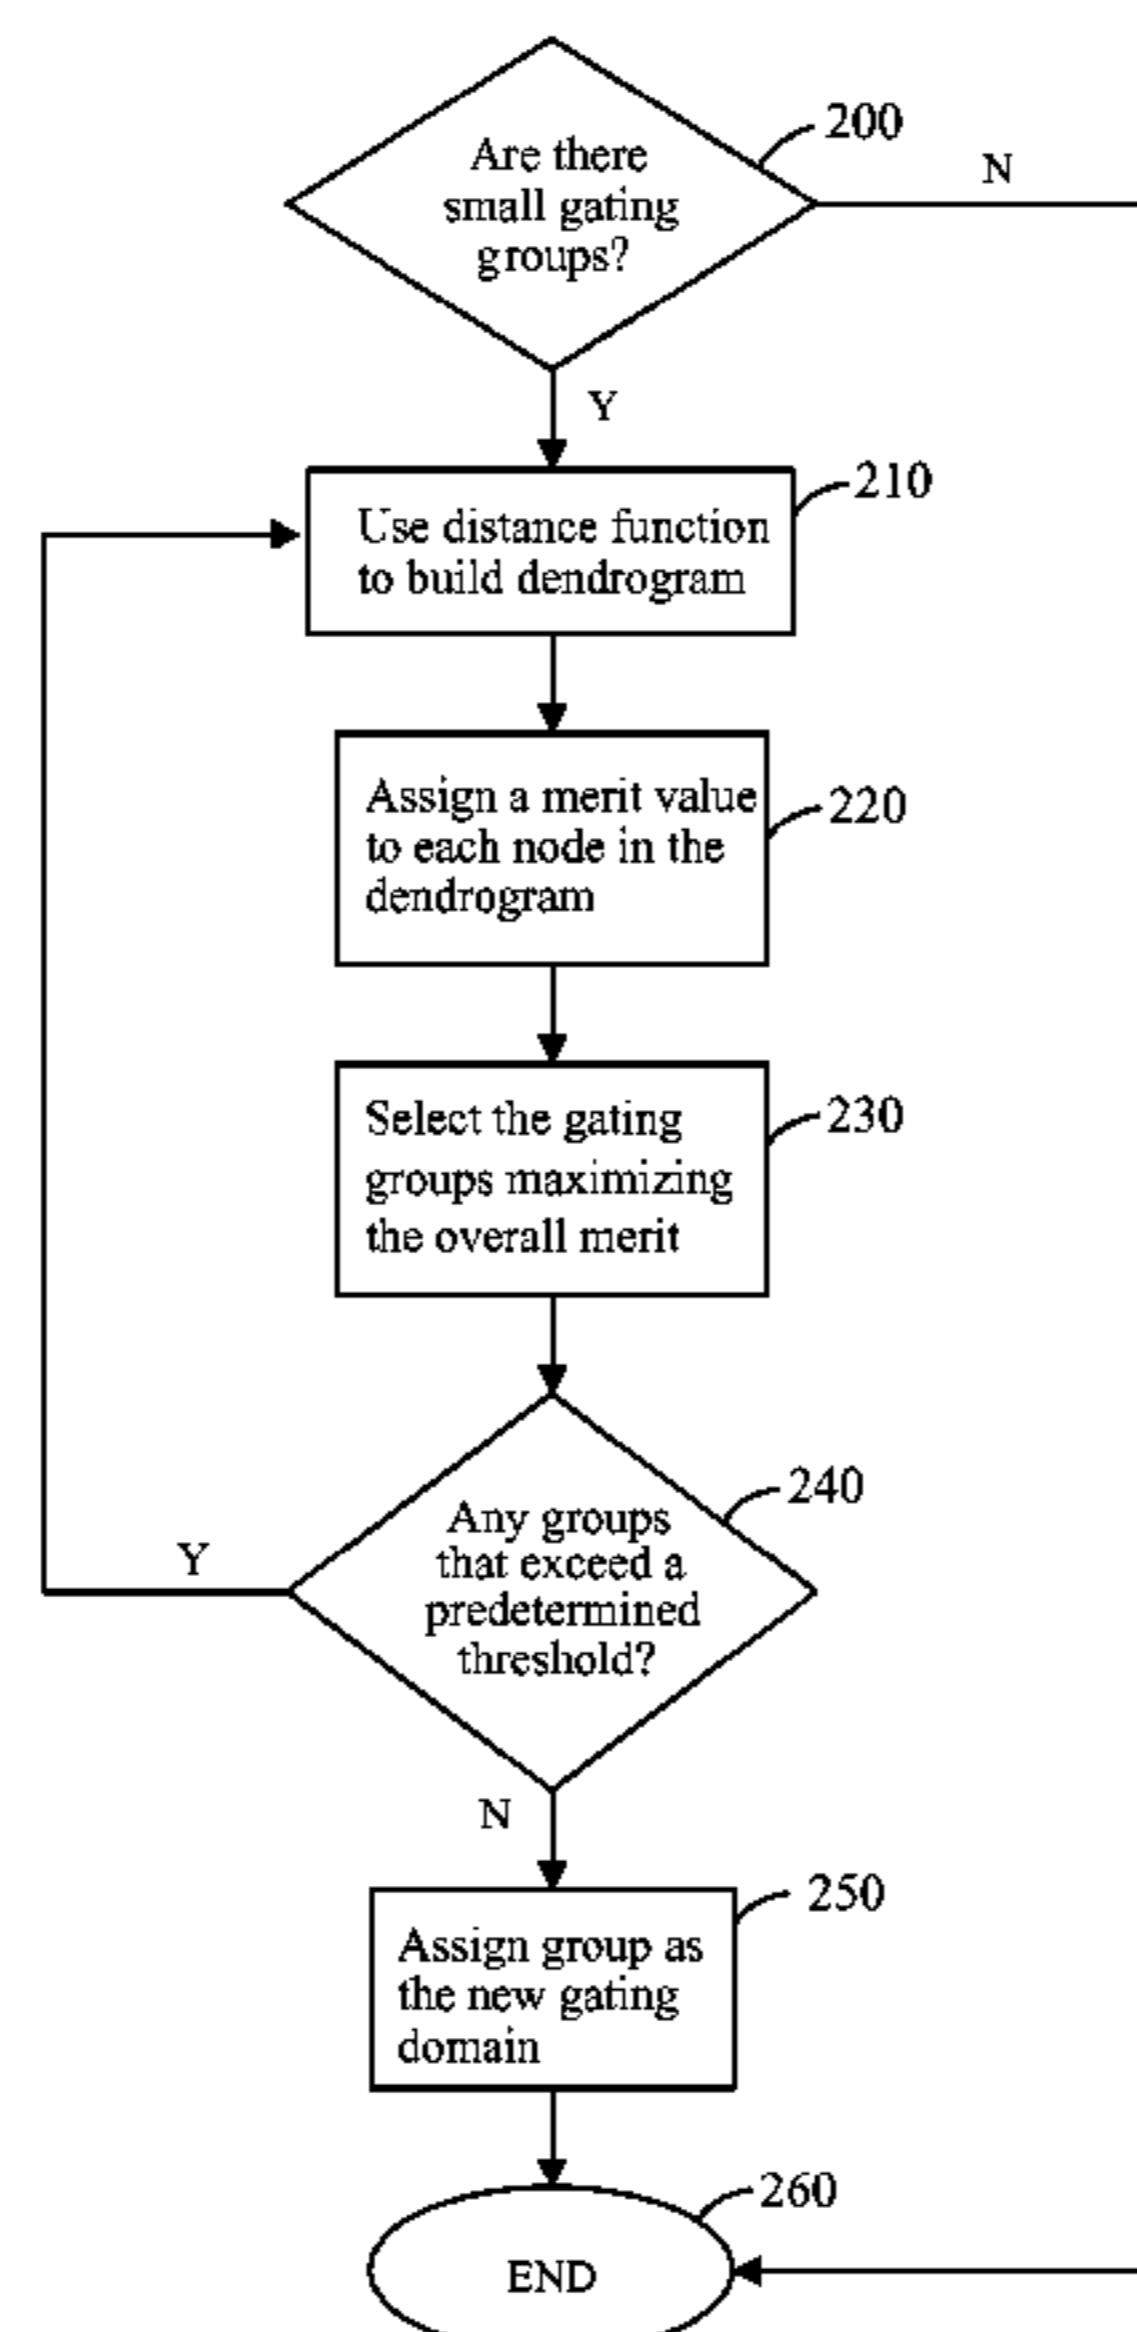 Are there
small gating
groups?
200
N
Y
Use distance function
to build dendrogram
210
Assign a merit value
to each node in the
dendrogram
220
Select the gating
groups maximizing
the overall merit
230
Any groups
that exceed a
predetermined
threshold?
240
Y
N
Assign group as
the new gating
domain
250
END
260